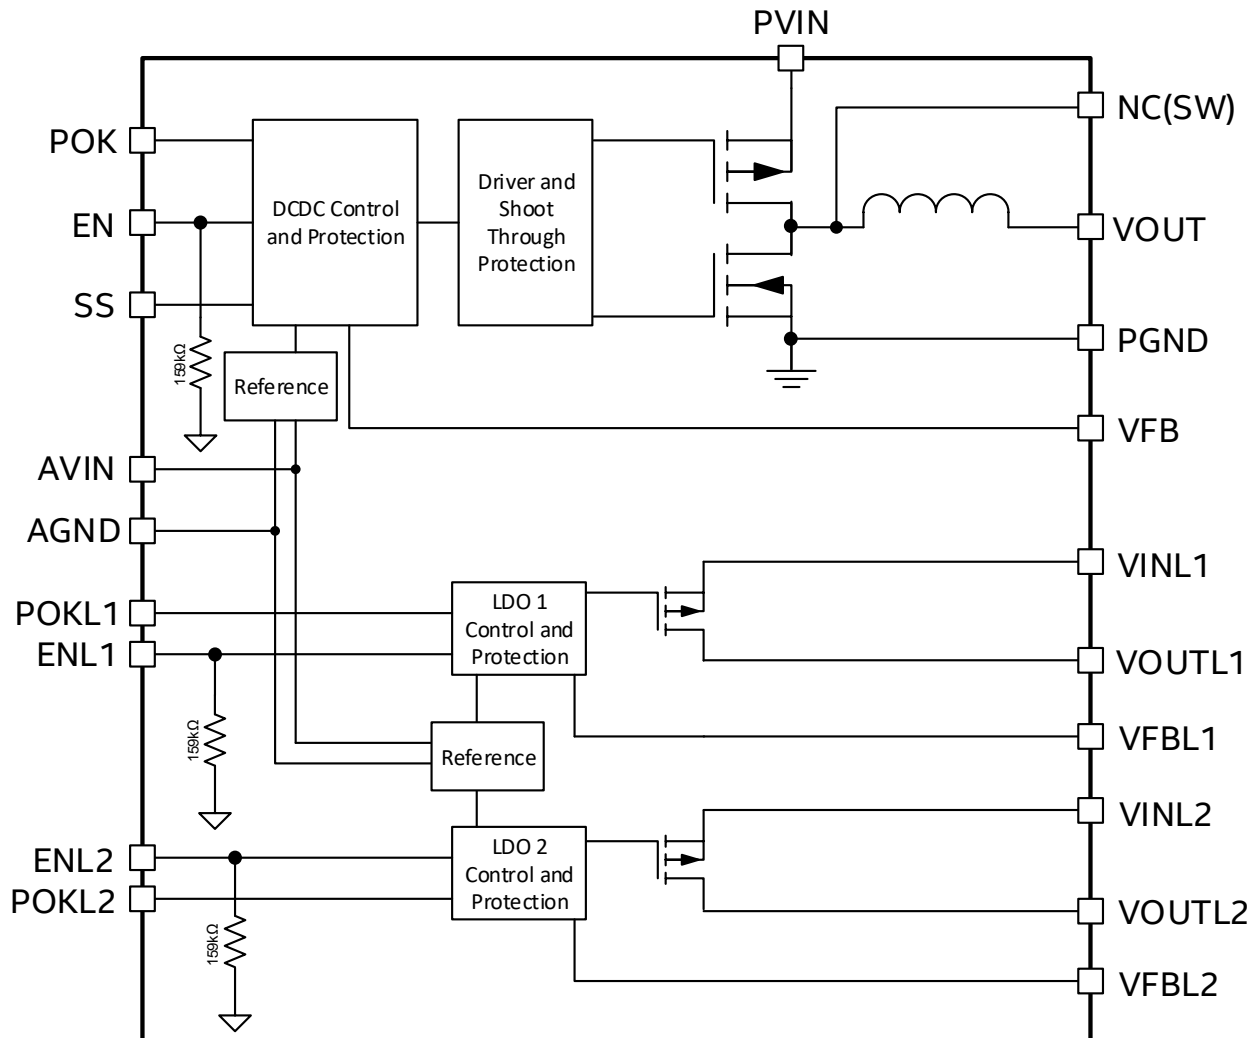 PVIN
NC(SW)
POK
EN
SS
DCDC Control
and Protection
Driver and
Shoot
Through
Protection
VOUT
PGND
159kΩ
Reference
VFB
AVIN
AGND
VINL1
POKL1
ENL1
LDO 1
Control and
Protection
VOUTL1
159kΩ
Reference
VFBL1
VINL2
ENL2
POKL2
LDO 2
Control and
Protection
VOUTL2
159kΩ
VFBL2